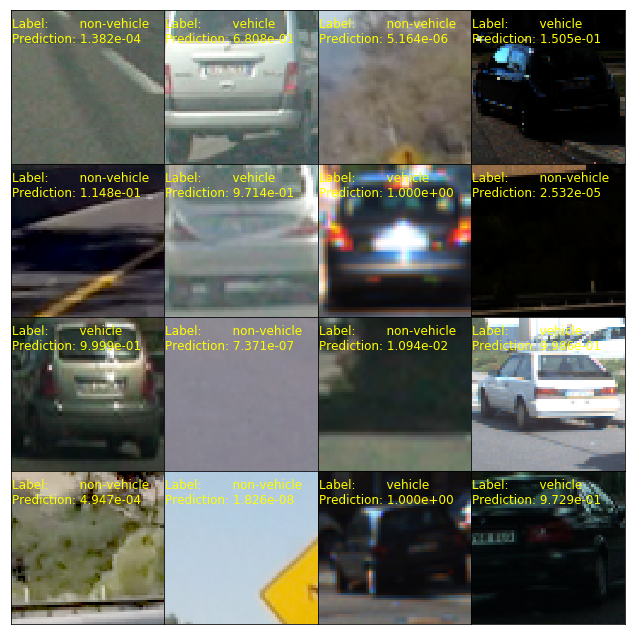 Label: non-vehicle
Prediction: 1.382e-04
Label: vehicle
Prediction: 6.808e-01
Label: non-vehicle
Prediction: 5.164e-06
Label: vehicle
Prediction: 1.505e-01
Label: non-vehicle
Prediction: 1.148e-01
Label: vehicle
Prediction: 9.714e-01
Label: vehicle
Prediction: 1.000e+00
Label: non-vehicle
Prediction: 2.532e-05
Label: vehicle
Prediction: 9.999e-01
Label: non-vehicle
Prediction: 7.371e-07
Label: non-vehicle
Prediction: 1.094e-02
Label: vehicle
Prediction:
Label: non-vehicle
Prediction: 4.947e-04
Label: non-vehicle
Prediction: 1.826e-08
Label: vehicle
Prediction: 1.000e+00
Label: vehicle
Prediction: 9.729e-01